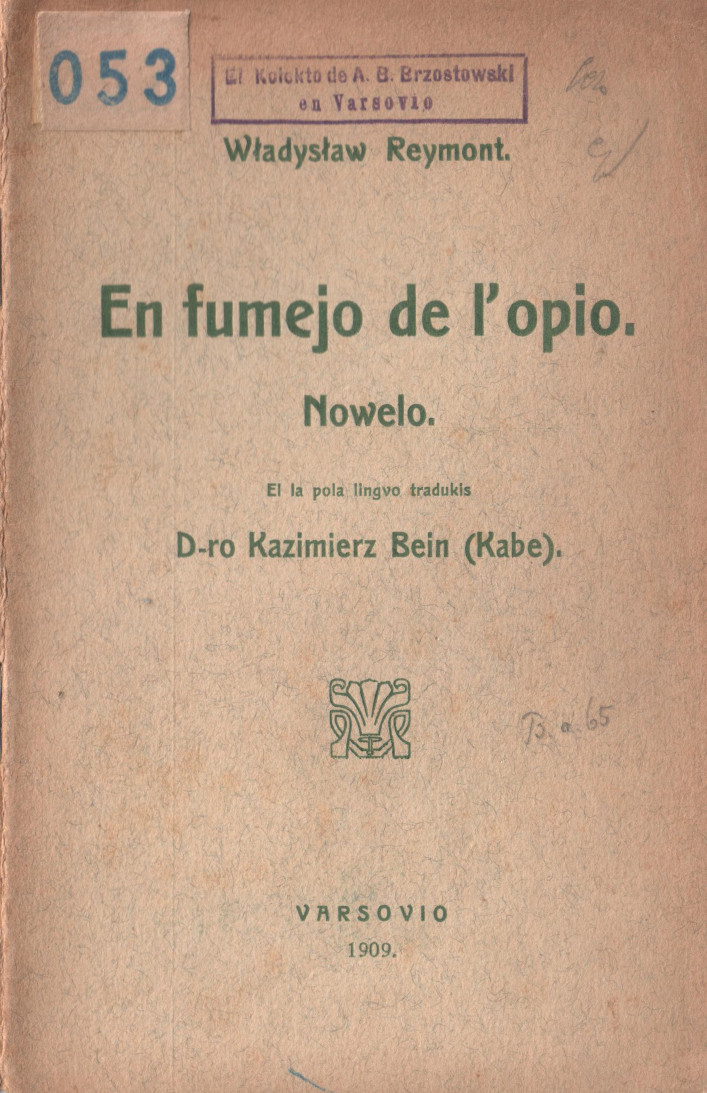 053
El Kolekto de A. B. Brzostowski
en Varsovio
Władysław Reymont.
En fumejo de l'opio.
Nowelo.
El la pola lingvo tradukis
D-ro Kazimierz Bein (Kabe).
B. a. 65
VARSOVIO
1909.